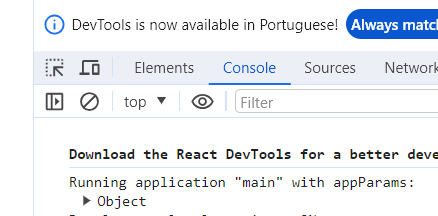 DevTools is now available in Portuguese! Always matc
Elements Console Sources Network
top Filter
Download the React DevTools for a better deve
Running application "main" with appParams:
Object